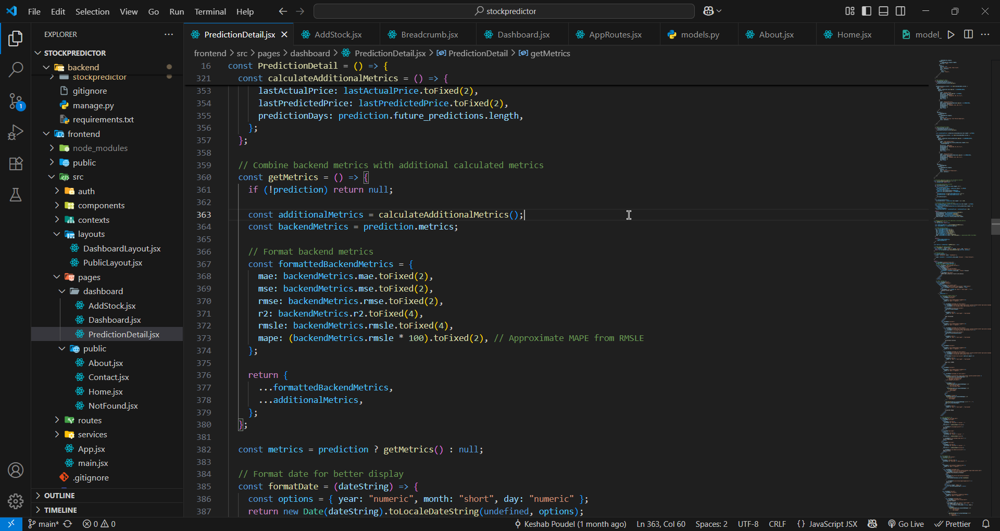 File Edit Selection View Go Run Terminal Help
stockpredictor
EXPLORER
PredictionDetail.jsx AddStock.jsx Breadcrumb.jsx Dashboard.jsx AppRoutes.jsx models.py About.jsx Home.jsx model_
STOCKPREDICTOR
backend
stockpredictor
gitignore
manage.py
requirements.txt
frontend
node_modules
public
src
auth
components
contexts
layouts
DashboardLayout.jsx
PublicLayout.jsx
pages
dashboard
AddStock.jsx
Dashboard.jsx
PredictionDetail.jsx
public
About.jsx
Contact.jsx
Home.jsx
NotFound.jsx
routes
services
App.jsx
main.jsx
.gitignore
OUTLINE
TIMELINE
1
frontend > src > pages > dashboard > PredictionDetail.jsx > PredictionDetail > getMetrics
16 const PredictionDetail = () => {
321 const calculateAdditionalMetrics = () => {
353 lastActualPrice: lastActualPrice.toFixed(2),
354 lastPredictedPrice: lastPredictedPrice.toFixed(2),
355 predictionDays: prediction.future_predictions.length,
356 };
357 };
358
359 // Combine backend metrics with additional calculated metrics
360 const getMetrics = () => {
361 if (!prediction) return null;
362
363 const additionalMetrics = calculateAdditionalMetrics();
364 const backendMetrics = prediction.metrics;
365
366 // Format backend metrics
367 const formattedBackendMetrics = {
368 mae: backendMetrics.mae.toFixed(2),
369 mse: backendMetrics.mse.toFixed(2),
370 rmse: backendMetrics.rmse.toFixed(2),
371 r2: backendMetrics.r2.toFixed(4),
372 rmsle: backendMetrics.rmsle.toFixed(4),
373 mape: (backendMetrics.rmsle * 100).toFixed(2), // Approximate MAPE from RMSLE
374 };
375
376 return {
377 ...formattedBackendMetrics,
378 ...additionalMetrics,
379 };
380 };
381
382 const metrics = prediction ? getMetrics() : null;
383
384 // Format date for better display
385 const formatDate = (dateString) => {
386 const options = { year: "numeric", month: "short", day: "numeric" };
387 return new Date(dateString).toLocaleDateString(undefined, options);
main* 0 0 Keshab Poudel (1 month ago) Ln 363, Col 60 Spaces: 2 UTF-8 CRLF {} JavaScript JSX Go Live Prettier